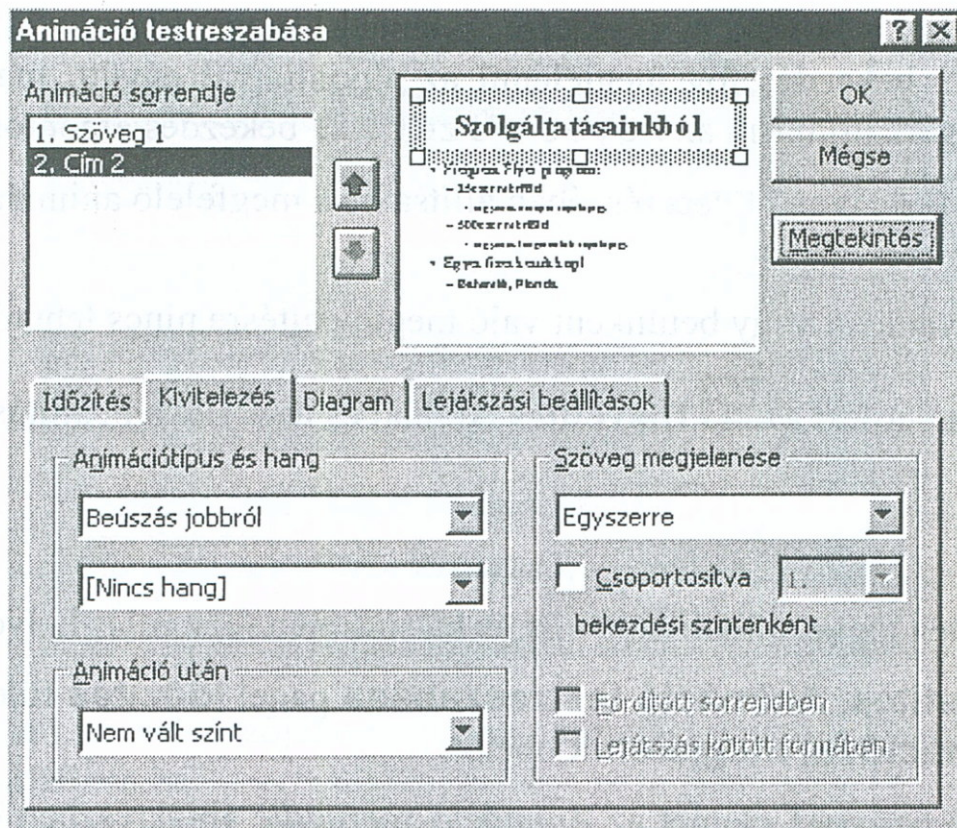 Animáció testreszabása
Animáció sorrendje
1. Szöveg 1
2. Cím 2
Szolgáltatásainkból
OK
Mégse
Megtekintés
Időzítés
Kivitelezés
Diagram
Lejátszási beállítások
Animációtípus és hang
Beúszás jobbról
[Nincs hang]
Animáció után
Nem vált színt
Szöveg megjelenése
Egyszerre
Csoportosítva
1.
bekezdési szintenként
Fordított sorrendben
Lejátszás kötött formában